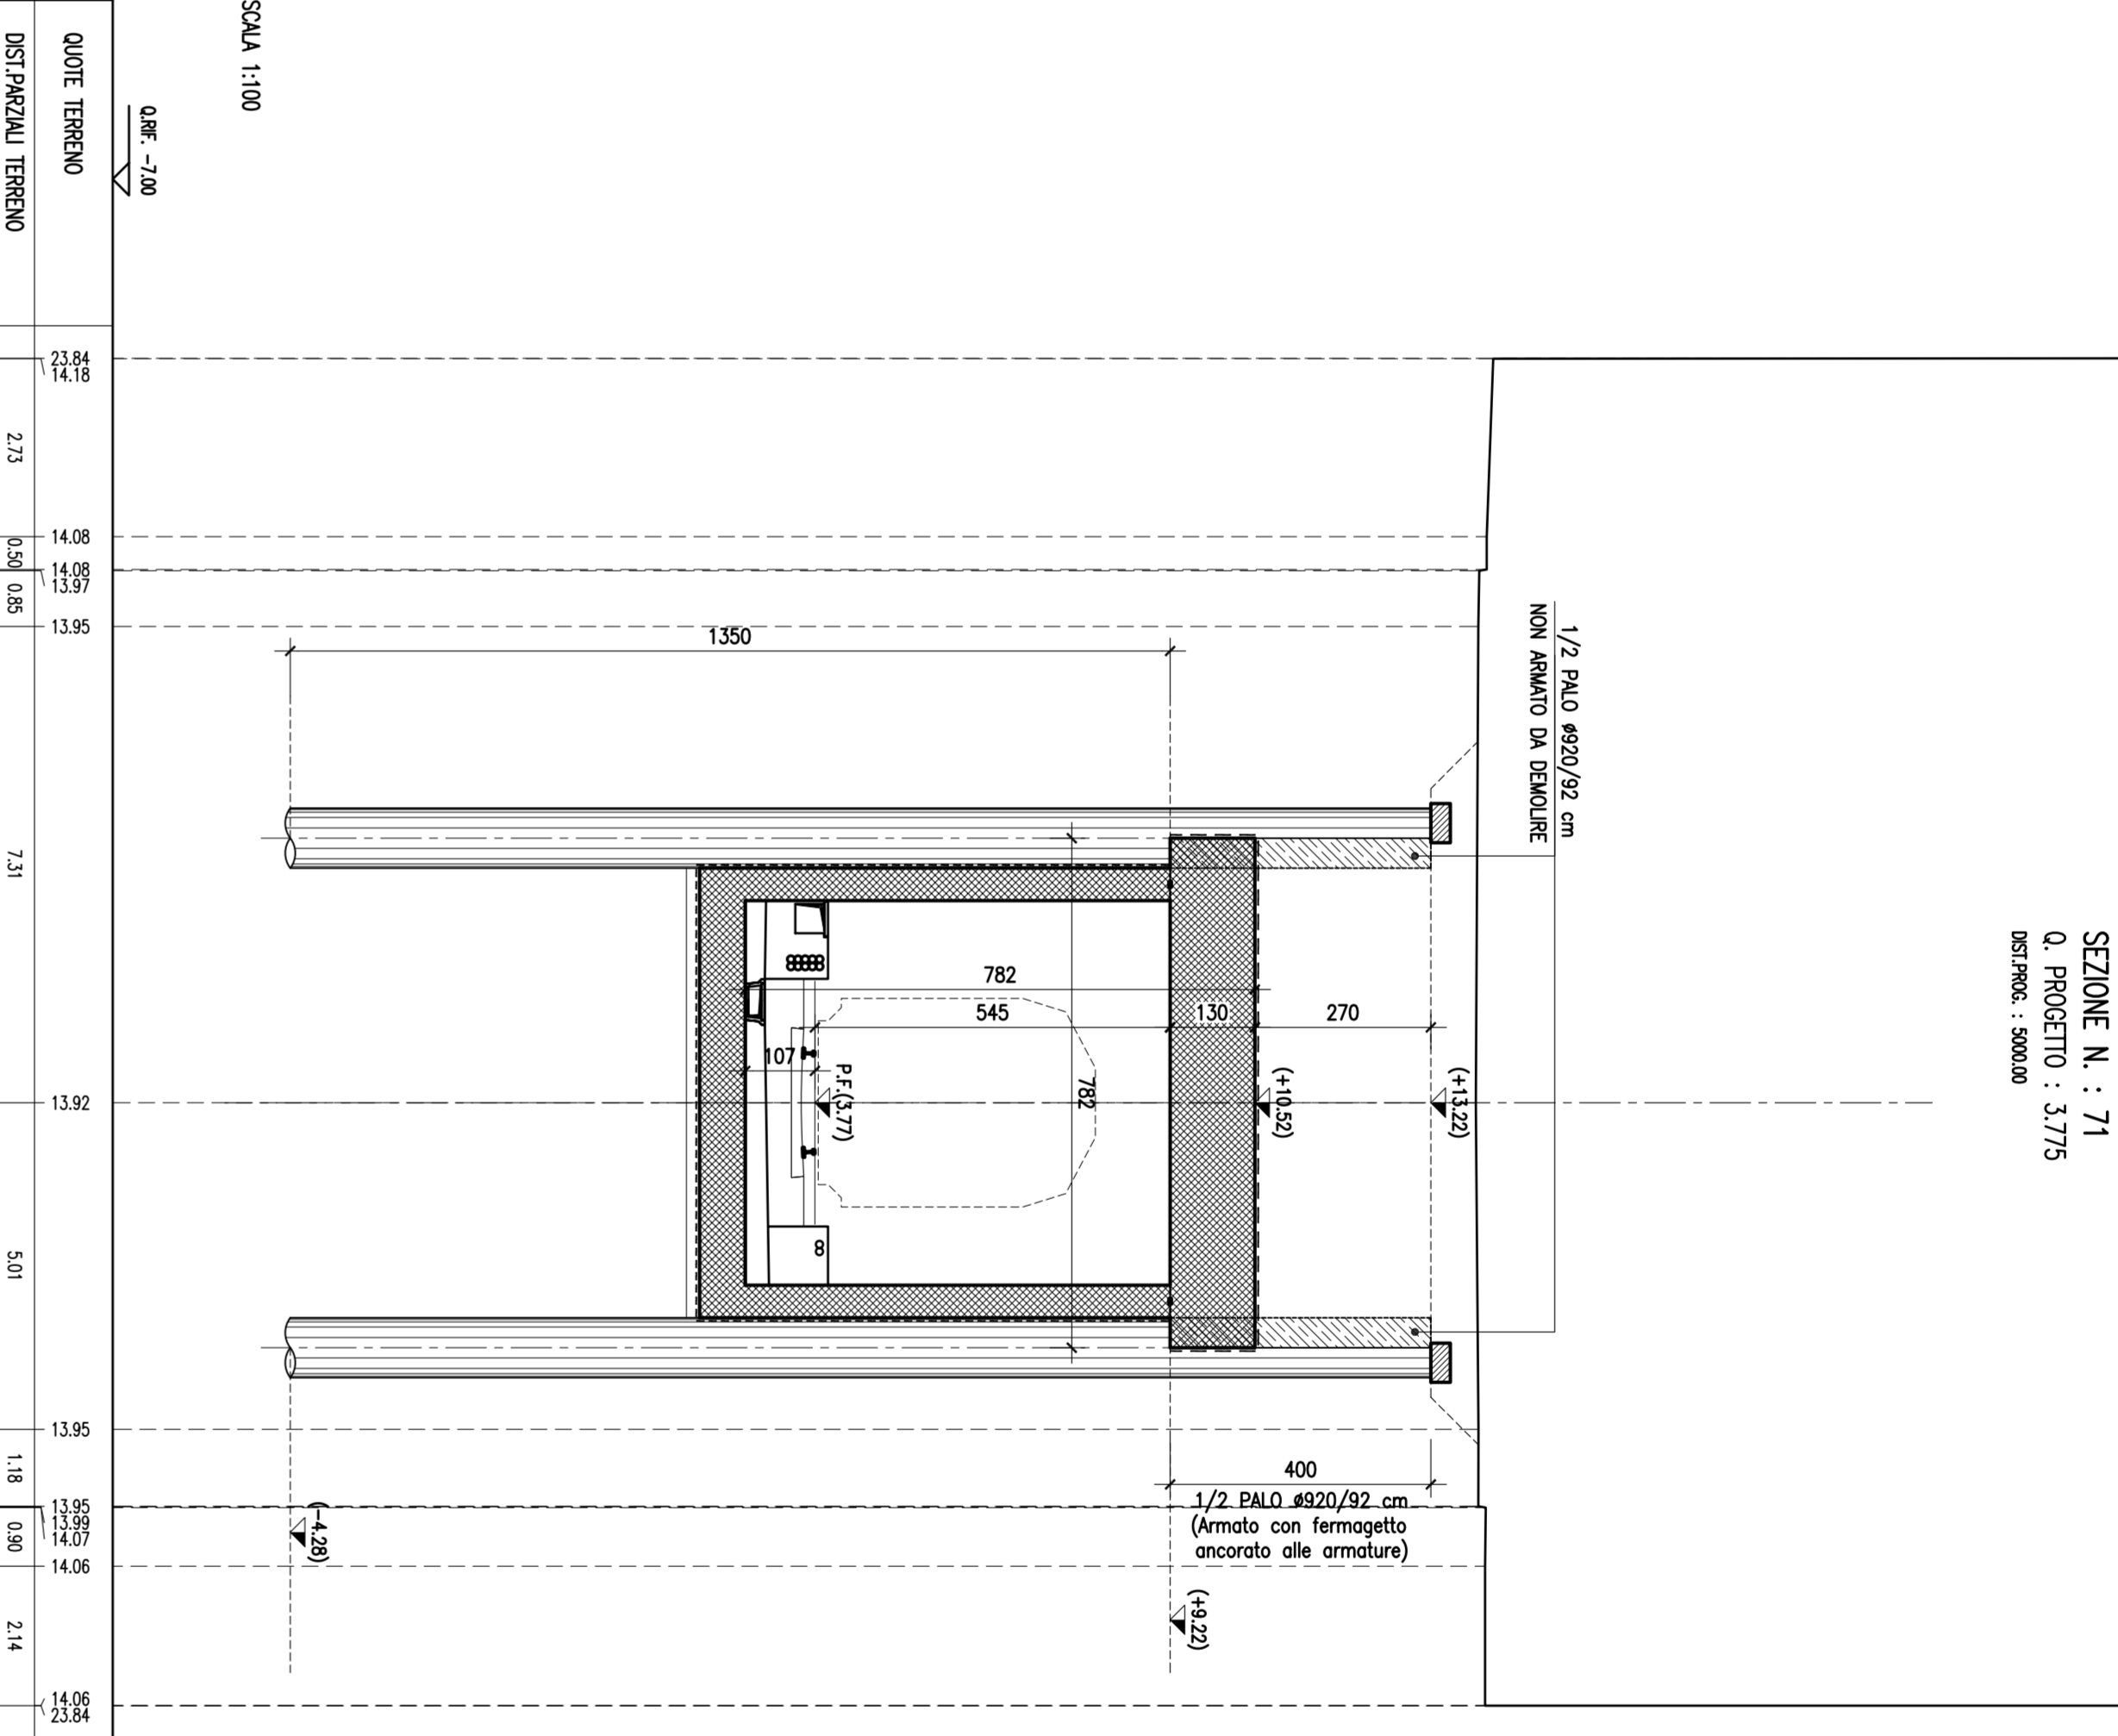 SEZIONE N. : 71
Q. PROGETTO : 3.775
DIST.PROG. : 5000.00
1/2 PALO ø920/92 cm
NON ARMATO DA DEMOLIRE
(+13.22)
(+10.52)
270
130
545
782
782
107
P.F.(3.77)
8
1350
400
1/2 PALO ø920/92 cm
(Armato con fermagetto
ancorato alle armature)
(+9.22)
(-4.28)
SCALA 1:100
Q.RIF. -7.00
QUOTE TERRENO
23.84
14.18
14.08
14.08
13.97
13.95
13.92
13.95
13.95
13.99
14.07
14.06
14.06
23.84
DIST.PARZIALI TERRENO
2.73
0.50
0.85
7.31
5.01
1.18
0.90
2.14